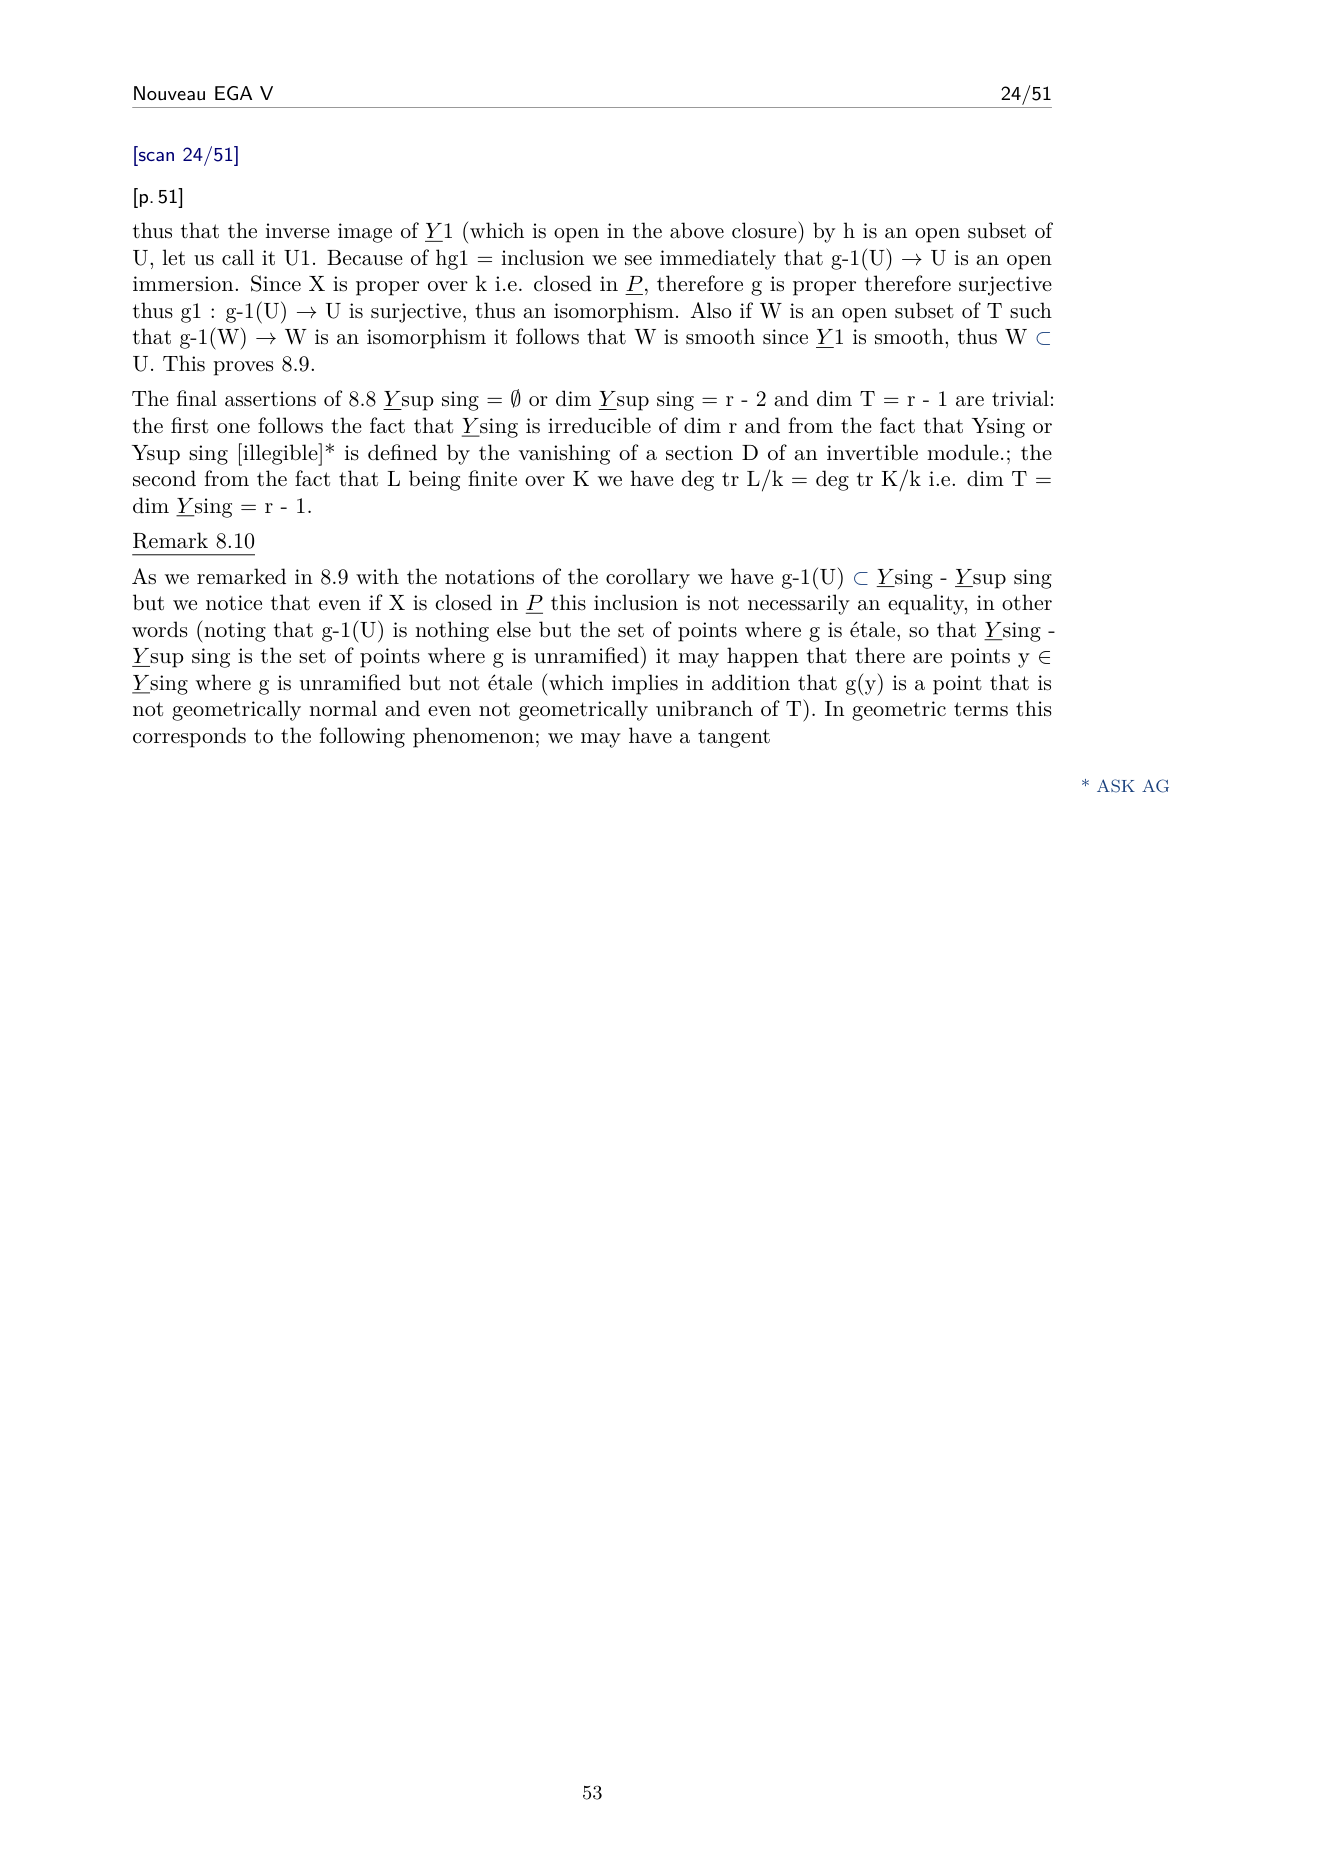 Nouveau EGA V 24/51
[scan 24/51]
[p. 51]
thus that the inverse image of Y1 (which is open in the above closure) by h is an open subset of
U, let us call it U1. Because of hg1 = inclusion we see immediately that g-1(U) → U is an open
immersion. Since X is proper over k i.e. closed in P, therefore g is proper therefore surjective
thus g1 : g-1(U) → U is surjective, thus an isomorphism. Also if W is an open subset of T such
that g-1(W) → W is an isomorphism it follows that W is smooth since Y1 is smooth, thus W ⊂
U. This proves 8.9.
The final assertions of 8.8 Ysup sing = ∅ or dim Ysup sing = r - 2 and dim T = r - 1 are trivial:
the first one follows the fact that Ysing is irreducible of dim r and from the fact that Ysing or
Ysup sing [illegible]* is defined by the vanishing of a section D of an invertible module.; the
second from the fact that L being finite over K we have deg tr L/k = deg tr K/k i.e. dim T =
dim Ysing = r - 1.
Remark 8.10
As we remarked in 8.9 with the notations of the corollary we have g-1(U) ⊂ Ysing - Ysup sing
but we notice that even if X is closed in P this inclusion is not necessarily an equality, in other
words (noting that g-1(U) is nothing else but the set of points where g is étale, so that Ysing -
Ysup sing is the set of points where g is unramified) it may happen that there are points y ∈
Ysing where g is unramified but not étale (which implies in addition that g(y) is a point that is
not geometrically normal and even not geometrically unibranch of T). In geometric terms this
corresponds to the following phenomenon; we may have a tangent
* ASK AG
53